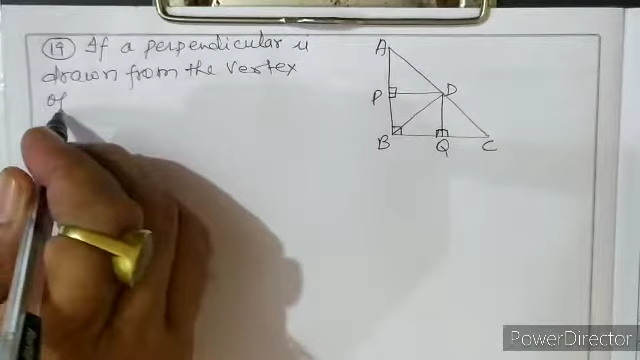 (19) If a perpendicular is
drawn from the vertex
of
A
P
D
B
Q
C
PowerDirector